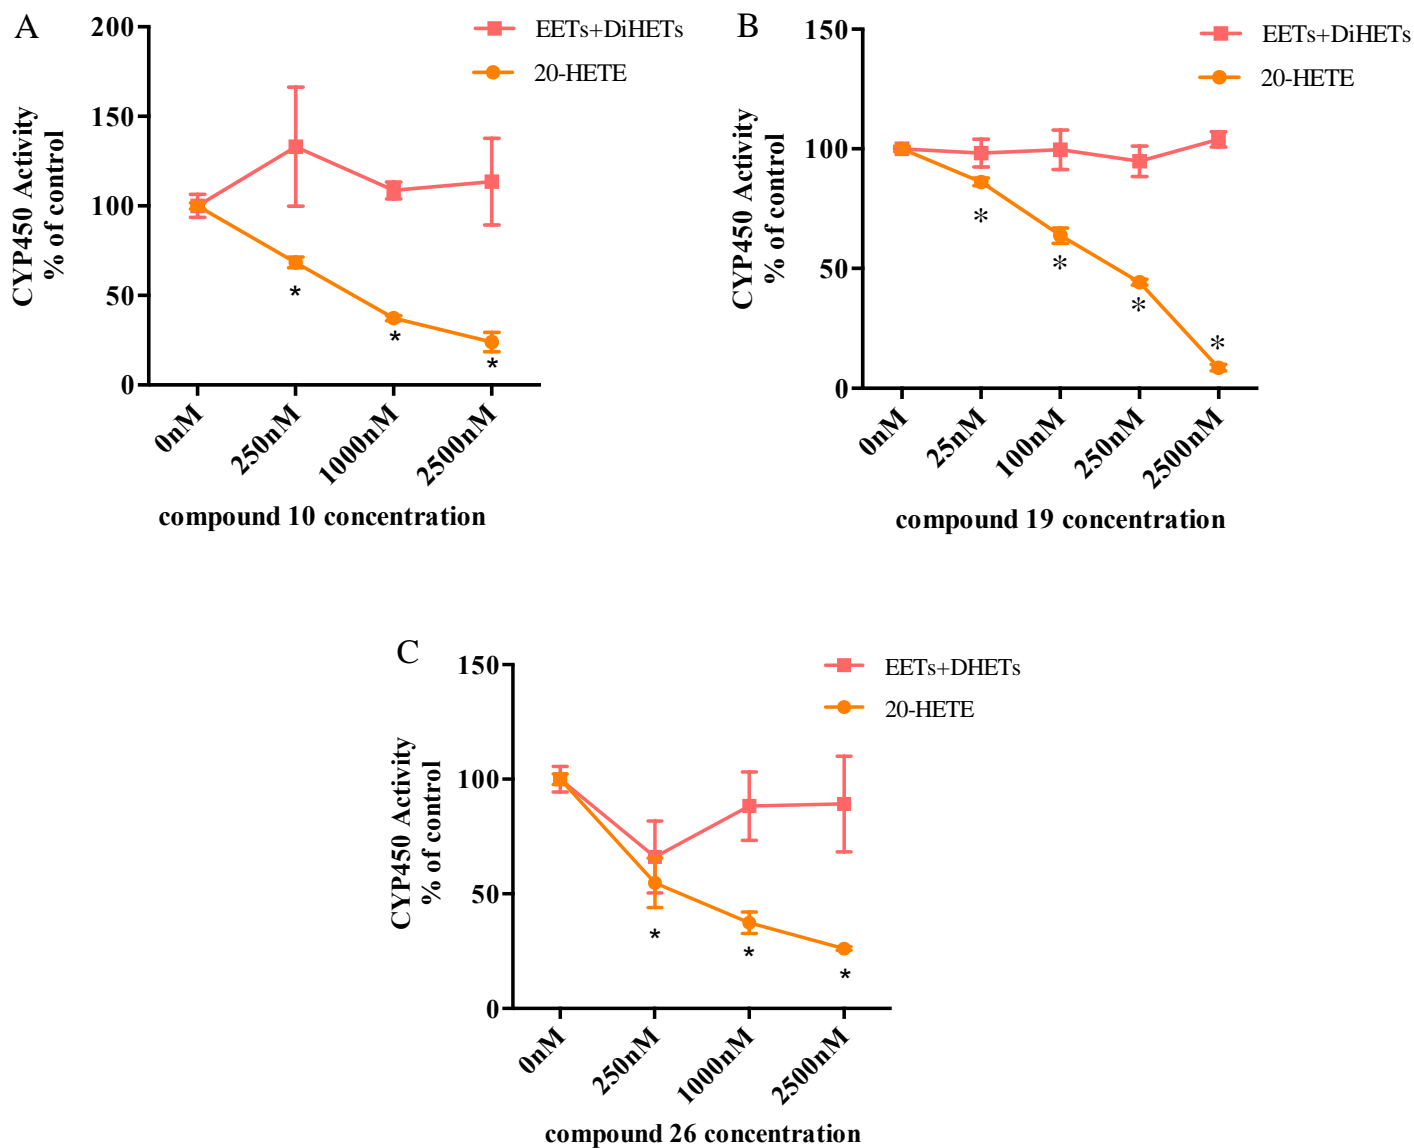 A
EETs+DiHETs
20-HETE
CYP450 Activity
% of control
200
150
100
50
0
0nM
250nM
1000nM
2500nM
*
*
*
compound 10 concentration
B
EETs+DiHETs
20-HETE
CYP450 Activity
% of control
150
100
50
0
0nM
25nM
100nM
250nM
2500nM
*
*
*
*
compound 19 concentration
C
EETs+DHETs
20-HETE
CYP450 Activity
% of control
150
100
50
0
0nM
250nM
1000nM
2500nM
*
*
*
compound 26 concentration